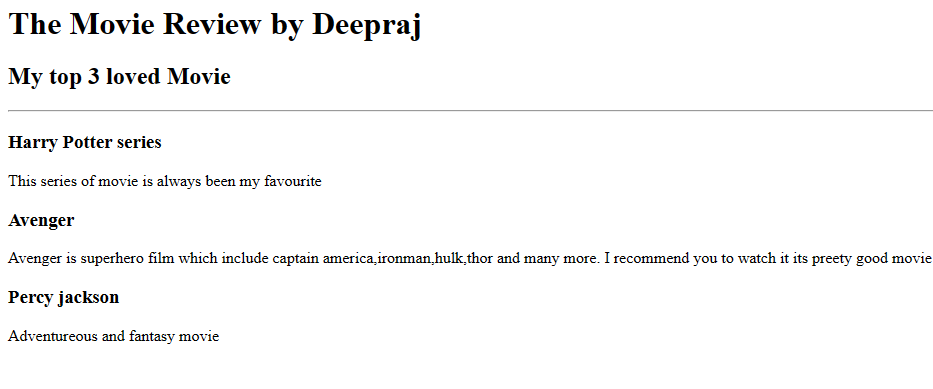 The Movie Review by Deepraj
My top 3 loved Movie
Harry Potter series
This series of movie is always been my favourite
Avenger
Avenger is superhero film which include captain america,ironman,hulk,thor and many more. I recommend you to watch it its preety good movie
Percy jackson
Adventureous and fantasy movie